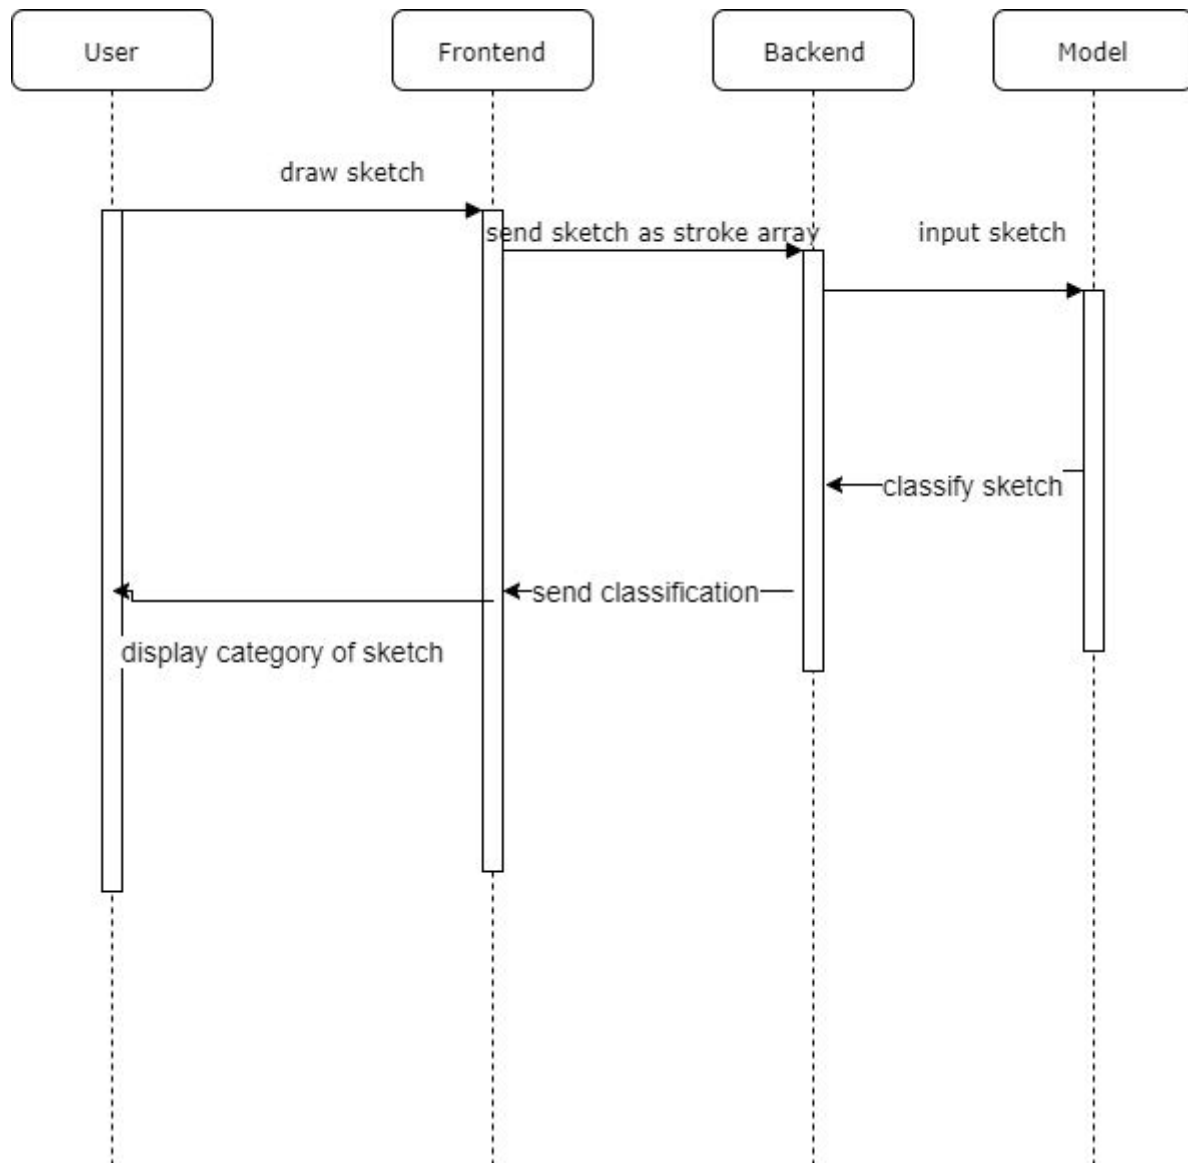 User
Frontend
Backend
Model
draw sketch
send sketch as stroke array
input sketch
classify sketch
send classification
display category of sketch